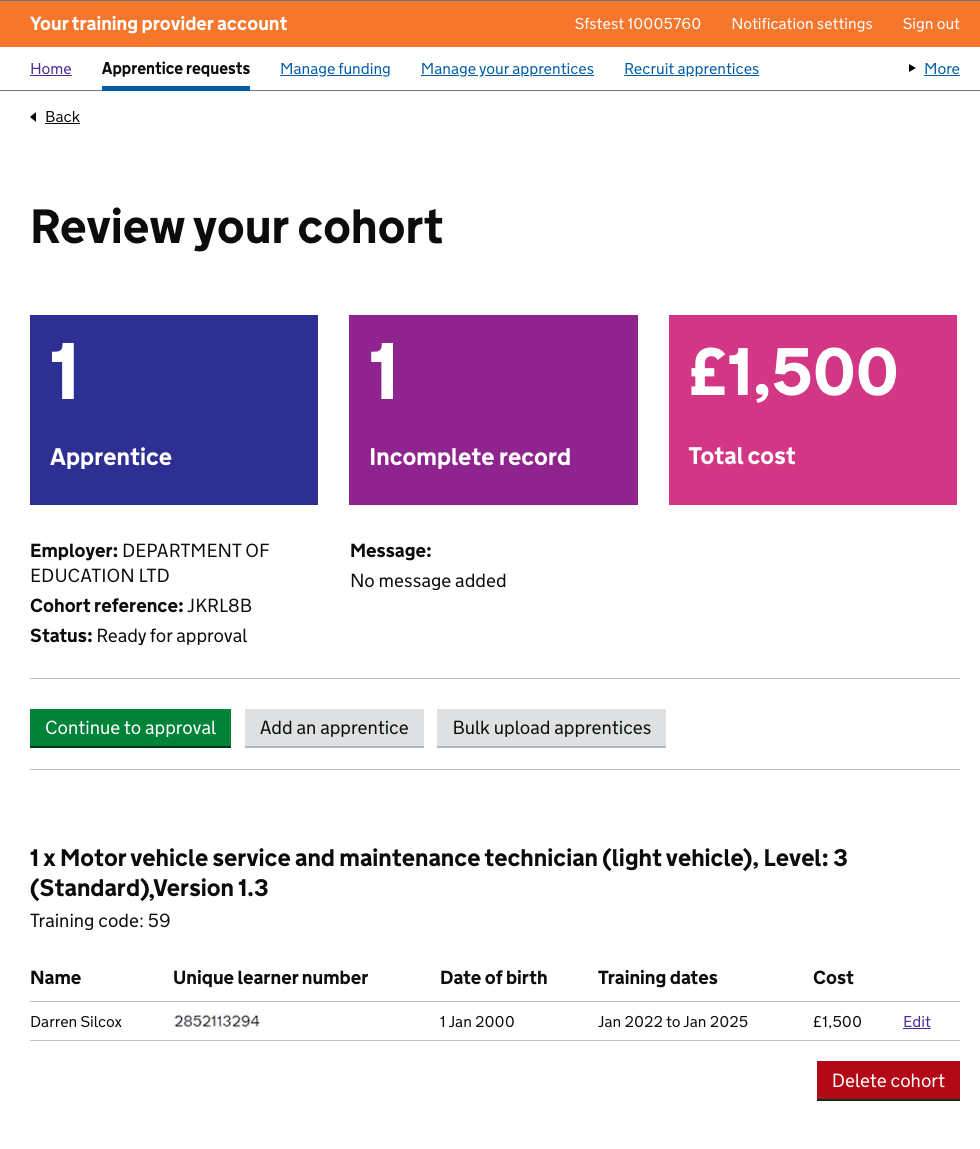 Your training provider account Sfstest 10005760 Notification settings Sign out
Home Apprentice requests Manage funding Manage your apprentices Recruit apprentices More
Back
Review your cohort
1
Apprentice
1
Incomplete record
£1,500
Total cost
Employer: DEPARTMENT OF
EDUCATION LTD
Cohort reference: JKRL8B
Status: Ready for approval
Message:
No message added
Continue to approval Add an apprentice Bulk upload apprentices
1 x Motor vehicle service and maintenance technician (light vehicle), Level: 3
(Standard),Version 1.3
Training code: 59
Name Unique learner number Date of birth Training dates Cost
Darren Silcox 2852113294 1 Jan 2000 Jan 2022 to Jan 2025 £1,500 Edit
Delete cohort